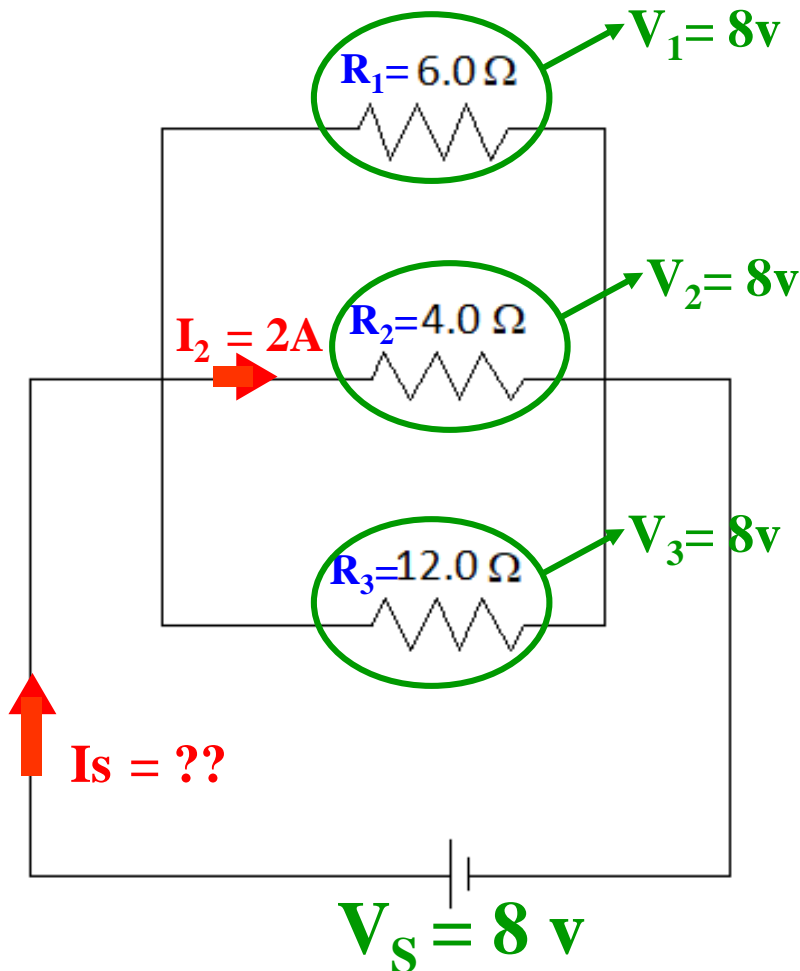 V₁= 8v
R₁= 6.0 Ω
V₂= 8v
I₂ = 2A
R₂=4.0 Ω
V₃= 8v
R₃=12.0 Ω
Is = ??
V_S = 8 v